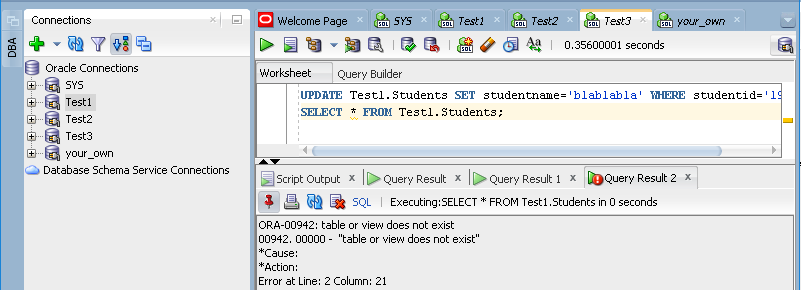 Connections
DBA
Oracle Connections
SYS
Test1
Test2
Test3
your_own
Database Schema Service Connections
Welcome Page
SYS
Test1
Test2
Test3
your_own
SQL
0.35600001 seconds
Aa
Worksheet
Query Builder
UPDATE Test1.Students SET studentname='blablabla' WHERE studentid='19
SELECT * FROM Test1.Students;
Script Output
Query Result
Query Result 1
Query Result 2
SQL
Executing:SELECT * FROM Test1.Students in 0 seconds
ORA-00942: table or view does not exist
00942. 00000 - "table or view does not exist"
*Cause:
*Action:
Error at Line: 2 Column: 21